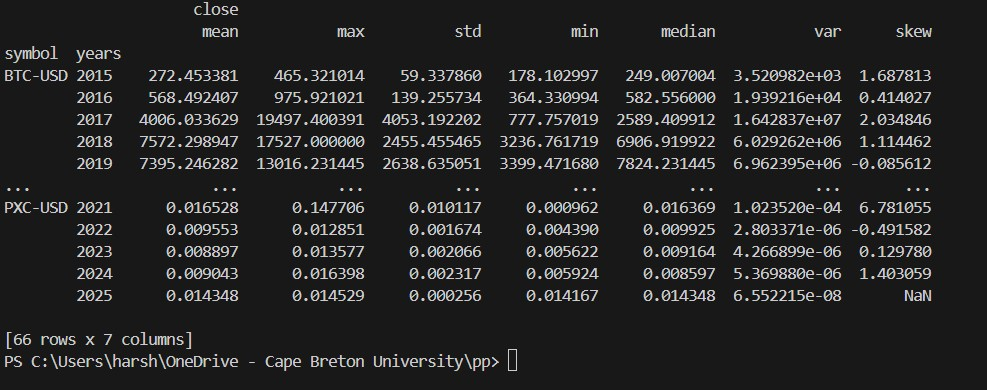 close
mean max std min median var skew
symbol years
BTC-USD 2015 272.453381 465.321014 59.337860 178.102997 249.007004 3.520982e+03 1.687813
2016 568.492407 975.921021 139.255734 364.330994 582.556000 1.939216e+04 0.414027
2017 4006.033629 19497.400391 4053.192202 777.757019 2589.409912 1.642837e+07 2.034846
2018 7572.298947 17527.000000 2455.455465 3236.761719 6906.919922 6.029262e+06 1.114462
2019 7395.246282 13016.231445 2638.635051 3399.471680 7824.231445 6.962395e+06 -0.085612
... ... ... ... ... ... ... ...
PXC-USD 2021 0.016528 0.147706 0.010117 0.000962 0.016369 1.023520e-04 6.781055
2022 0.009553 0.012851 0.001674 0.004390 0.009925 2.803371e-06 -0.491582
2023 0.008897 0.013577 0.002066 0.005622 0.009164 4.266899e-06 0.129780
2024 0.009043 0.016398 0.002317 0.005924 0.008597 5.369880e-06 1.403059
2025 0.014348 0.014529 0.000256 0.014167 0.014348 6.552215e-08 NaN
[66 rows x 7 columns]
PS C:\Users\harsh\OneDrive - Cape Breton University\pp>